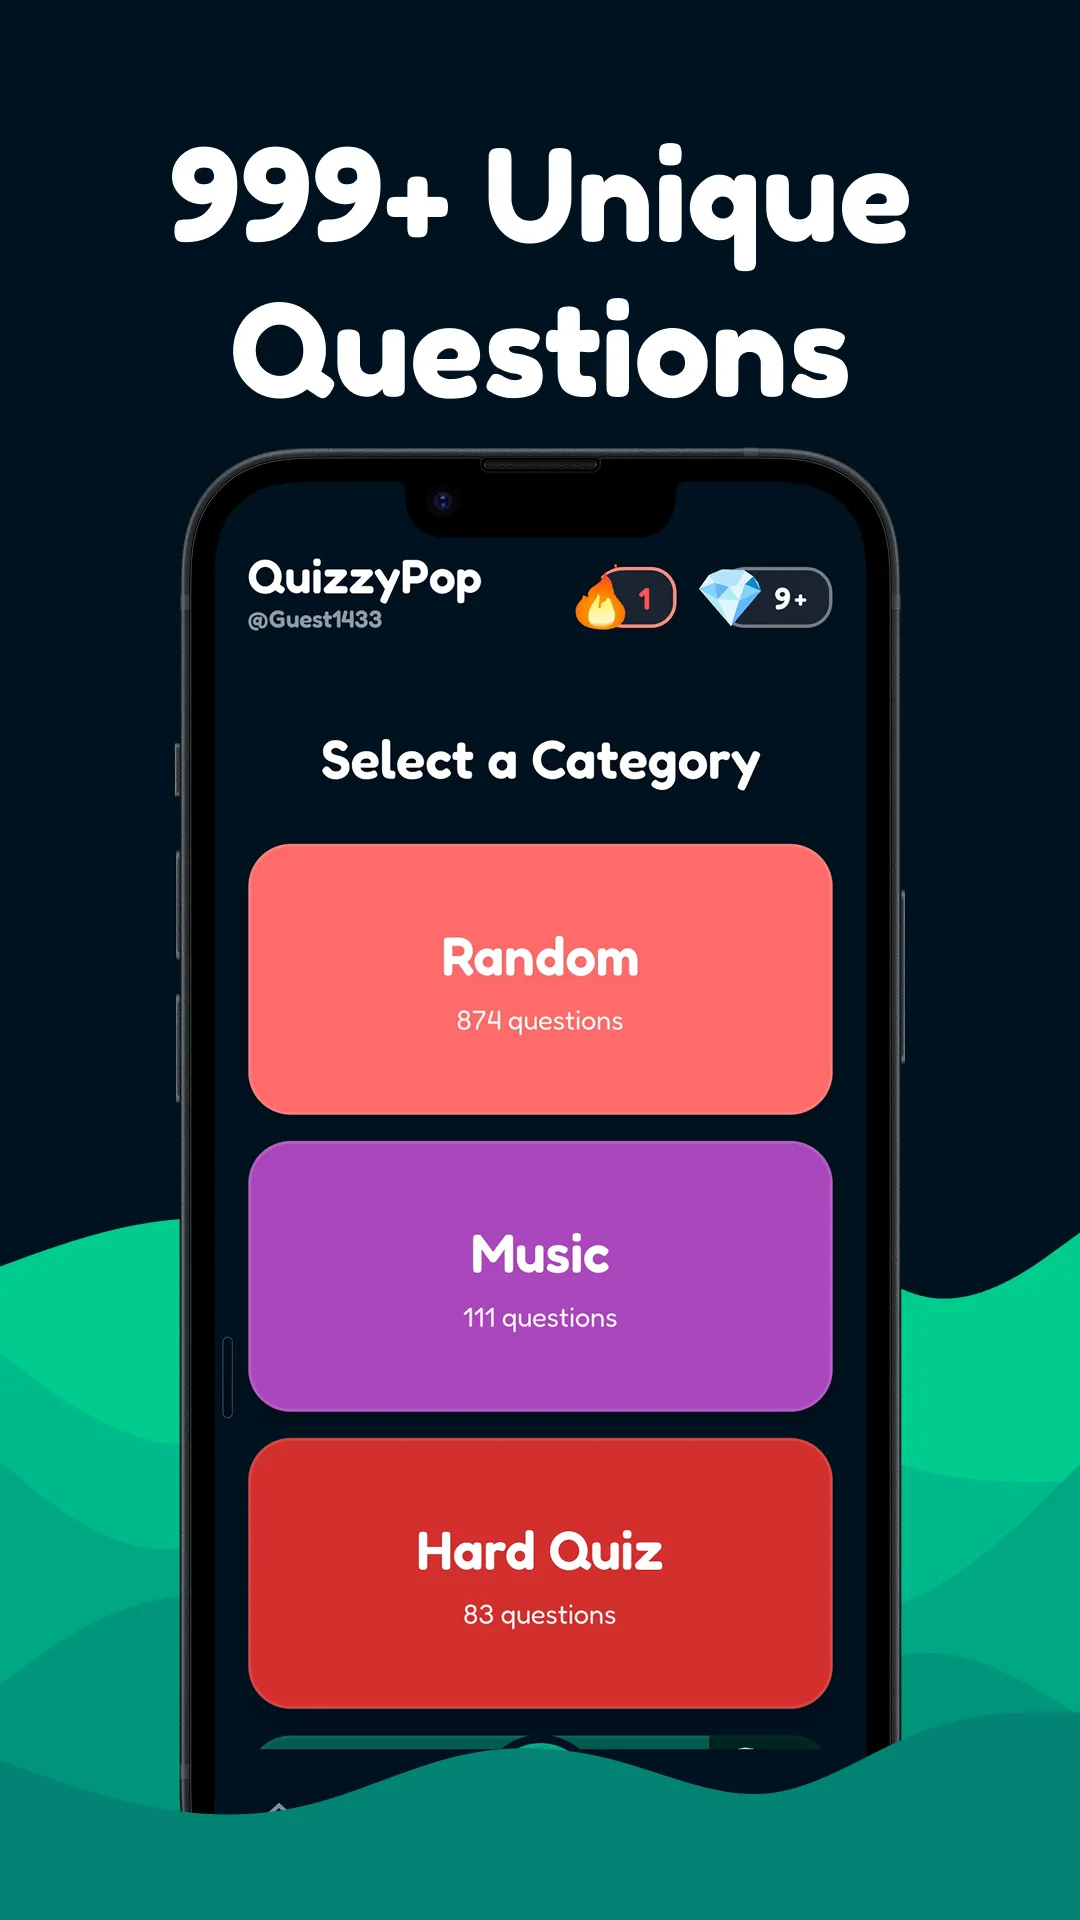 999+ Unique
Questions
QuizzyPop
@Guest1433
1
9+
Select a Category
Random
874 questions
Music
111 questions
Hard Quiz
83 questions